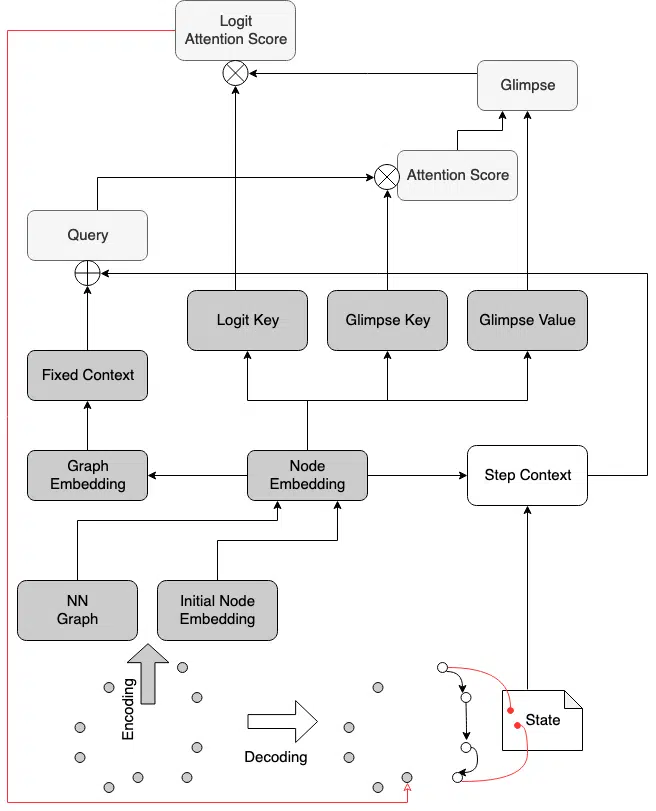 Logit
Attention Score
Glimpse
Attention Score
Query
Logit Key
Glimpse Key
Glimpse Value
Fixed Context
Graph
Embedding
Node
Embedding
Step Context
NN
Graph
Initial Node
Embedding
Encoding
Decoding
State